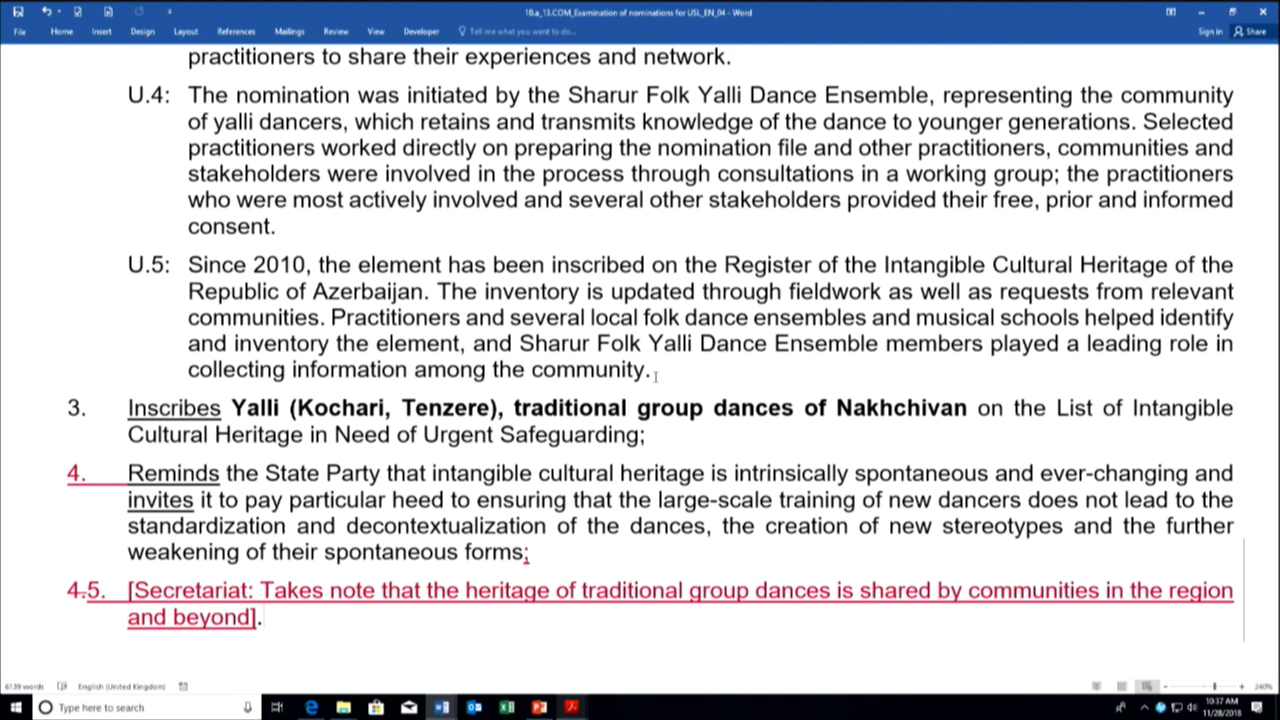 10.a_13.COM_Examination of nominations for USL_EN_04 - Word
File Home Insert Design Layout References Mailings Review View Developer Tell me what you want to do... Sign in Share
practitioners to share their experiences and network.
U.4: The nomination was initiated by the Sharur Folk Yalli Dance Ensemble, representing the community
of yalli dancers, which retains and transmits knowledge of the dance to younger generations. Selected
practitioners worked directly on preparing the nomination file and other practitioners, communities and
stakeholders were involved in the process through consultations in a working group; the practitioners
who were most actively involved and several other stakeholders provided their free, prior and informed
consent.
U.5: Since 2010, the element has been inscribed on the Register of the Intangible Cultural Heritage of the
Republic of Azerbaijan. The inventory is updated through fieldwork as well as requests from relevant
communities. Practitioners and several local folk dance ensembles and musical schools helped identify
and inventory the element, and Sharur Folk Yalli Dance Ensemble members played a leading role in
collecting information among the community.
3. Inscribes Yalli (Kochari, Tenzere), traditional group dances of Nakhchivan on the List of Intangible
Cultural Heritage in Need of Urgent Safeguarding;
4. Reminds the State Party that intangible cultural heritage is intrinsically spontaneous and ever-changing and
invites it to pay particular heed to ensuring that the large-scale training of new dancers does not lead to the
standardization and decontextualization of the dances, the creation of new stereotypes and the further
weakening of their spontaneous forms;
4.5. [Secretariat: Takes note that the heritage of traditional group dances is shared by communities in the region
and beyond].
6139 words English (United Kingdom) 240%
Type here to search
10:37 AM
11/28/2018